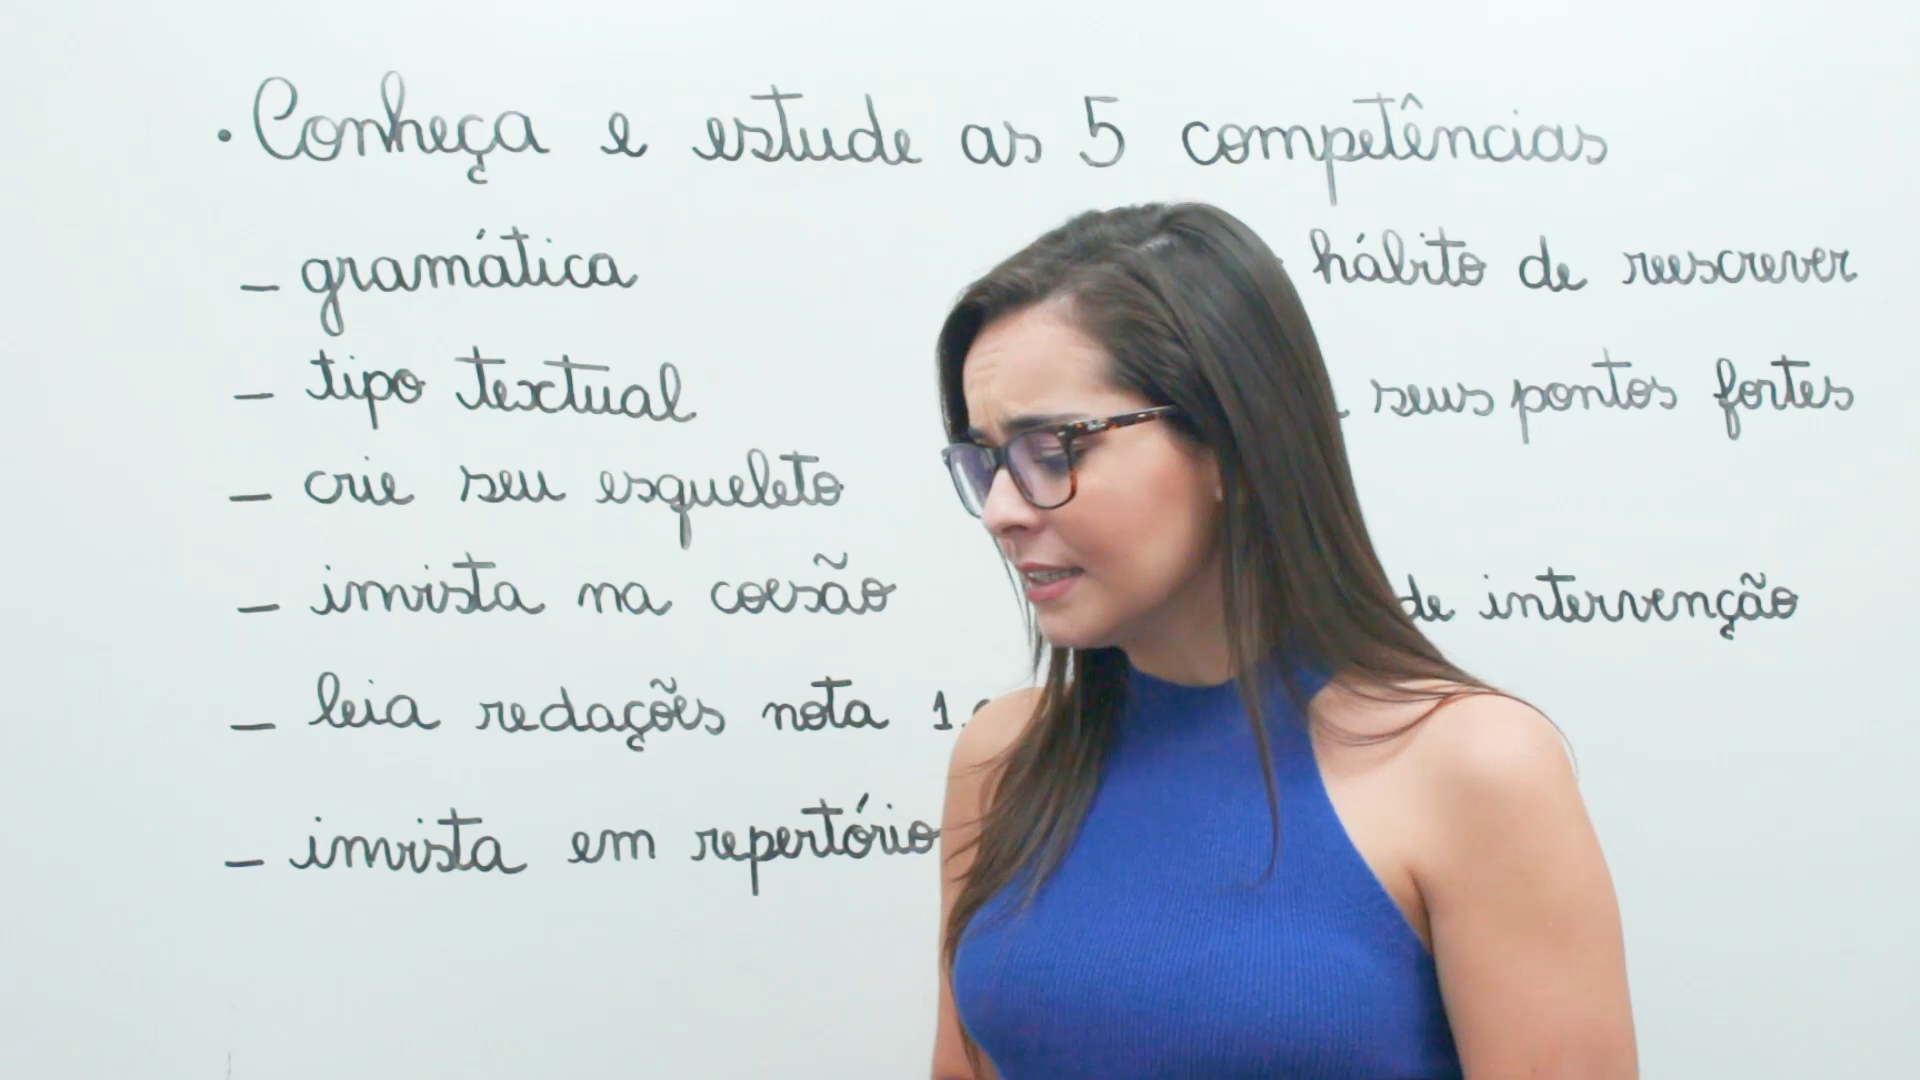 • Conheça e estude as 5 competências
– gramática
– tipo textual
– crie seu esqueleto
– invista na coesão
– leia redações nota 1.
– invista em repertório
hábito de reescrever
seus pontos fortes
de intervenção